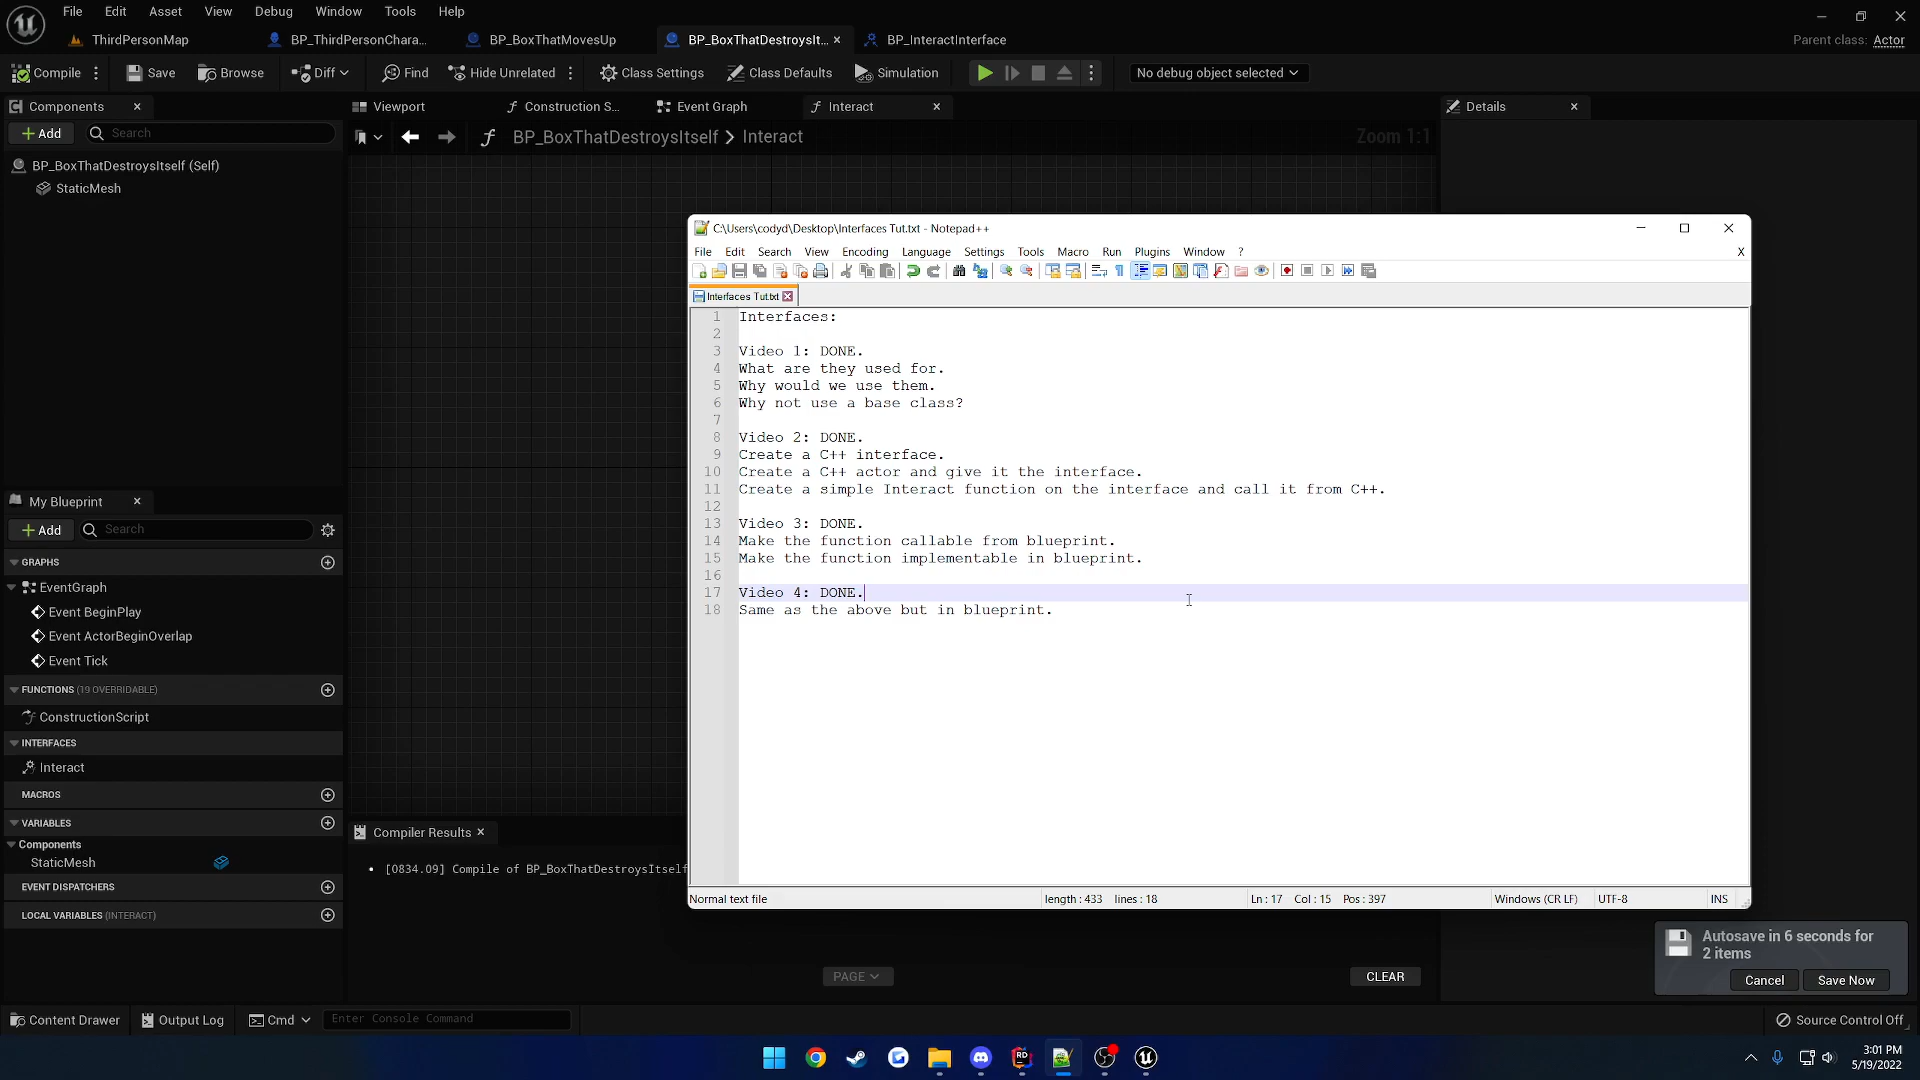 File Edit Asset View Debug Window Tools Help
ThirdPersonMap BP_ThirdPersonChara... BP_BoxThatMovesUp BP_BoxThatDestroysIt... BP_InteractInterface
Parent class: Actor
Compile Save Browse Diff Find Hide Unrelated Class Settings Class Defaults Simulation No debug object selected
Components
Add Search
BP_BoxThatDestroysItself (Self)
StaticMesh
Viewport Construction S... Event Graph Interact
BP_BoxThatDestroysItself > Interact
Zoom 1:1
Details
My Blueprint
Add Search
GRAPHS
EventGraph
Event BeginPlay
Event ActorBeginOverlap
Event Tick
FUNCTIONS (19 OVERRIDABLE)
ConstructionScript
INTERFACES
Interact
MACROS
VARIABLES
Components
StaticMesh
EVENT DISPATCHERS
LOCAL VARIABLES (INTERACT)
C:\Users\codyd\Desktop\Interfaces Tut.txt - Notepad++
File Edit Search View Encoding Language Settings Tools Macro Run Plugins Window ? X
Interfaces Tut.txt
1 Interfaces:
2
3 Video 1: DONE.
4 What are they used for.
5 Why would we use them.
6 Why not use a base class?
7
8 Video 2: DONE.
9 Create a C++ interface.
10 Create a C++ actor and give it the interface.
11 Create a simple Interact function on the interface and call it from C++.
12
13 Video 3: DONE.
14 Make the function callable from blueprint.
15 Make the function implementable in blueprint.
16
17 Video 4: DONE.
18 Same as the above but in blueprint.
Normal text file length : 433 lines : 18 Ln : 17 Col : 15 Pos : 397 Windows (CR LF) UTF-8 INS
Compiler Results
[0834.09] Compile of BP_BoxThatDestroysItself
PAGE
CLEAR
Autosave in 6 seconds for
2 items
Cancel Save Now
Content Drawer Output Log Cmd Enter Console Command
Source Control Off
RD
3:01 PM
5/19/2022